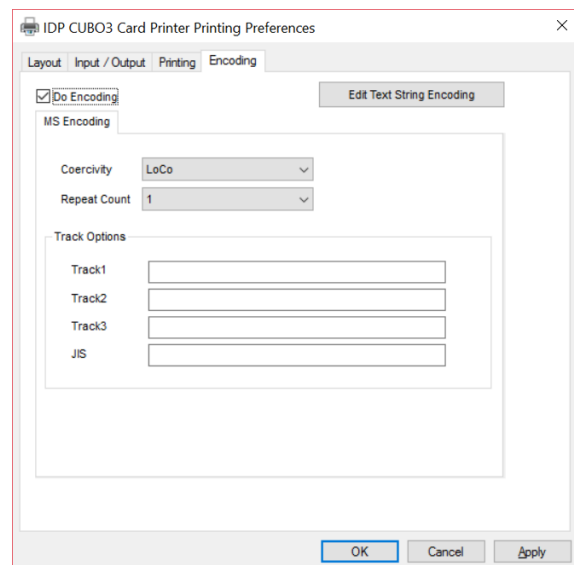 IDP CUBO3 Card Printer Printing Preferences
Layout Input / Output Printing Encoding
Do Encoding Edit Text String Encoding
MS Encoding
Coercivity LoCo
Repeat Count 1
Track Options
Track1
Track2
Track3
JIS
OK Cancel Apply